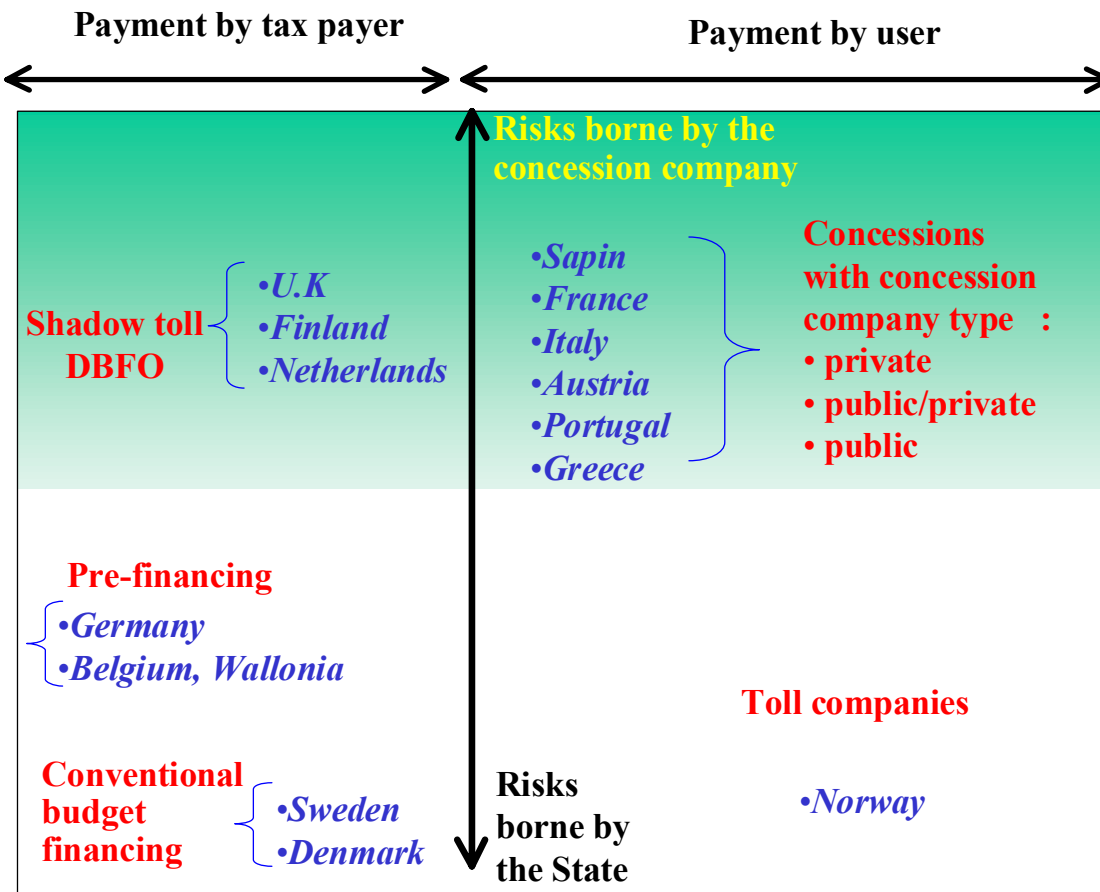 Payment by tax payer
Payment by user
Risks borne by the
concession company
Shadow toll
DBFO
•U.K
•Finland
•Netherlands
•Sapin
•France
•Italy
•Austria
•Portugal
•Greece
Concessions
with concession
company type :
• private
• public/private
• public
Pre-financing
•Germany
•Belgium, Wallonia
Conventional
budget
financing
•Sweden
•Denmark
Risks
borne by
the State
Toll companies
•Norway